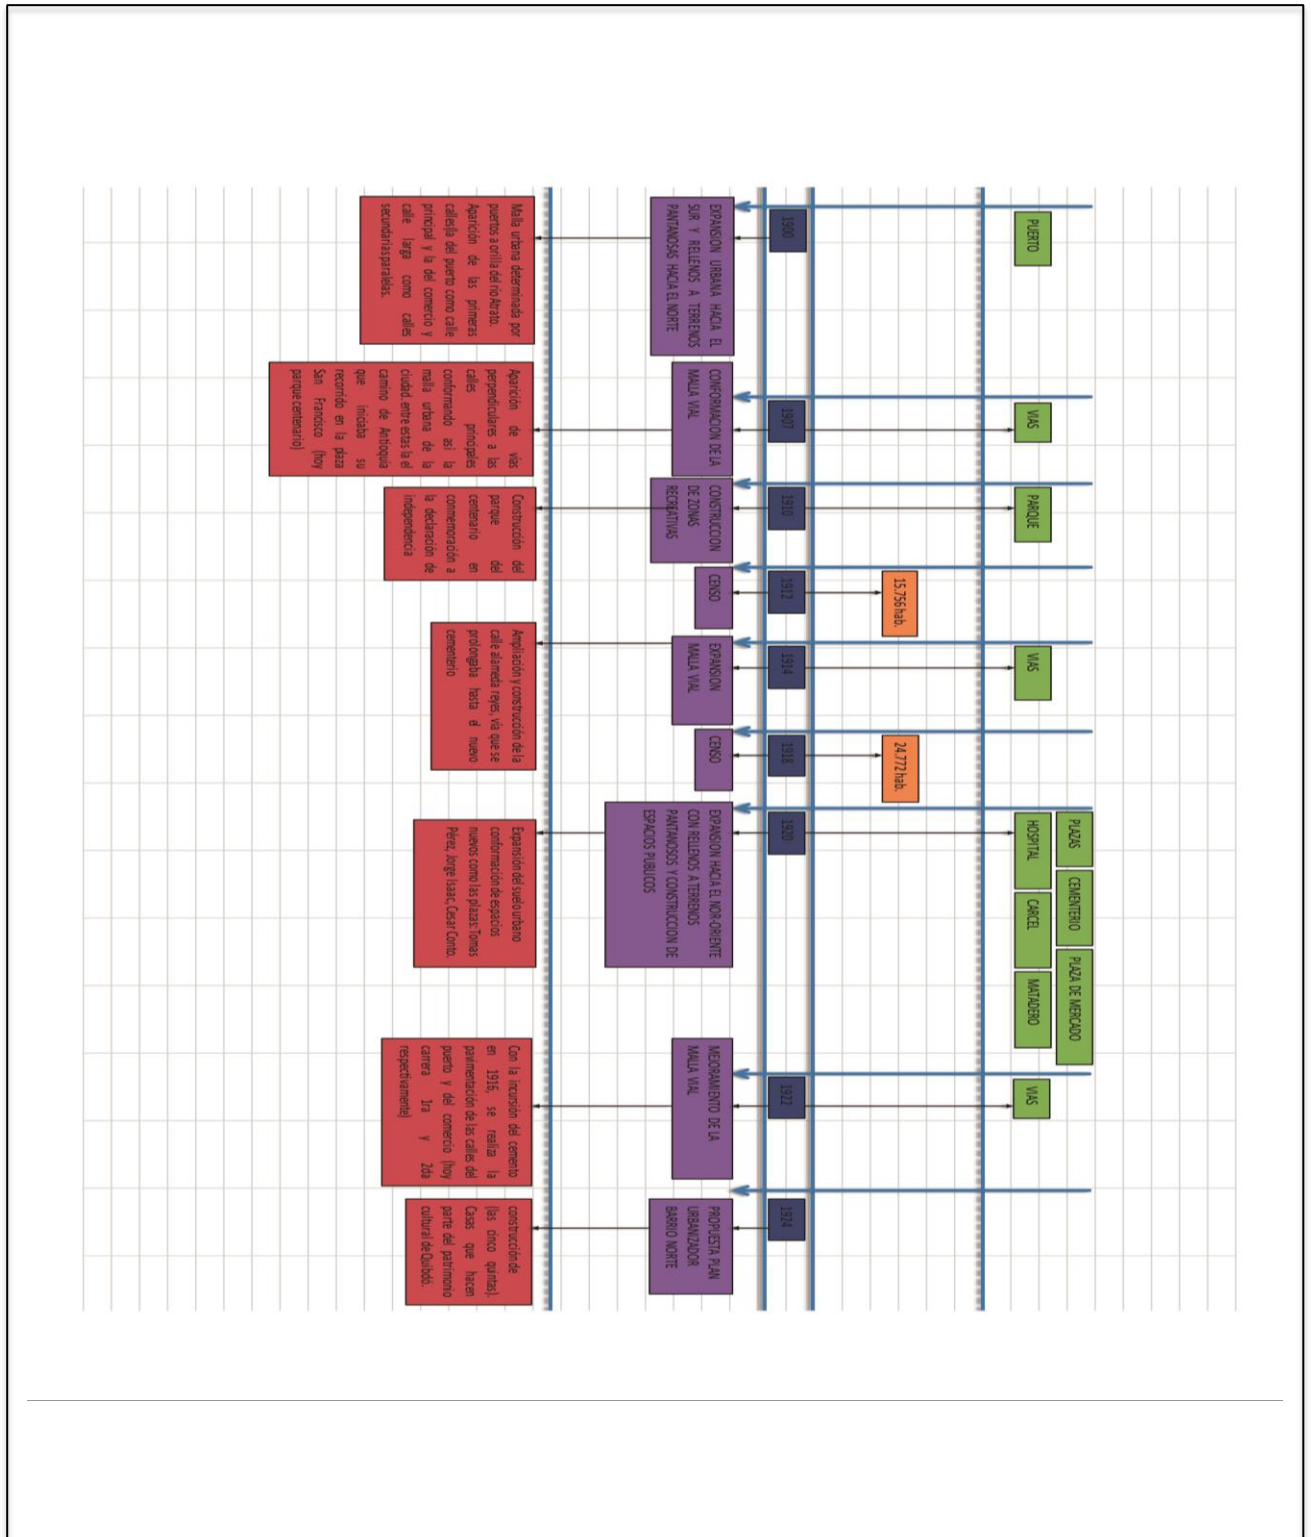 PUERTO
VIAS
PARQUE
VIAS
PLAZAS
CEMENTERIO
PLAZA DE MERCADO
HOSPITAL
CARCEL
MATADERO
VIAS
15.756 hab.
24.772 hab.
1900
1907
1910
1912
1914
1918
1920
1922
1924
EXPANSION URBANA HACIA EL
SUR Y RELLENOS A TERRENOS
PANTANOSAS HACIA EL NORTE
CONFORMACION DE LA
MALLA VIAL
CONSTRUCCION
DE ZONAS
RECREATIVAS
CENSO
EXPANSION
MALLA VIAL
CENSO
EXPANSION HACIA EL NOR-ORIENTE
CON RELLENOS A TERRENOS
PANTANOSOS Y CONSTRUCCION DE
ESPACIOS PUBLICOS
MEJORAMIENTO DE LA
MALLA VIAL
PROPUESTA PLAN
URBANIZADOR
BARRIO NORTE
Malla urbana determinada por
puertos a orilla del rio Atrato.
Aparición de las primeras
calles(la del puerto como calle
principal y la del comercio y
calle larga como calles
secundarias paralelas.
Aparición de vías
perpendiculares a las
calles principales
conformando así la
malla urbana de la
ciudad. entre estas la el
camino de Antioquia
que iniciaba su
recorrido en la plaza
San Francisco (hoy
parque centenario)
Construcción del
parque del
centenario en
conmemoración a
la declaración de
independencia
Ampliación y construcción de la
calle alameda reyes, vía que se
prolongaba hasta el nuevo
cementerio
Expansión del suelo urbano
conformación de espacios
nuevos como las plazas: Tomas
Pérez, Jorge Isaac, Cesar Conto.
Con la incursión del cemento
en 1916, se realiza la
pavimentación de las calles del
puerto y del comercio (hoy
carrera 1ra y 2da
respectivamente)
construcción de
(las cinco quintas).
Casas que hacen
parte del patrimonio
cultural de Quibdó.